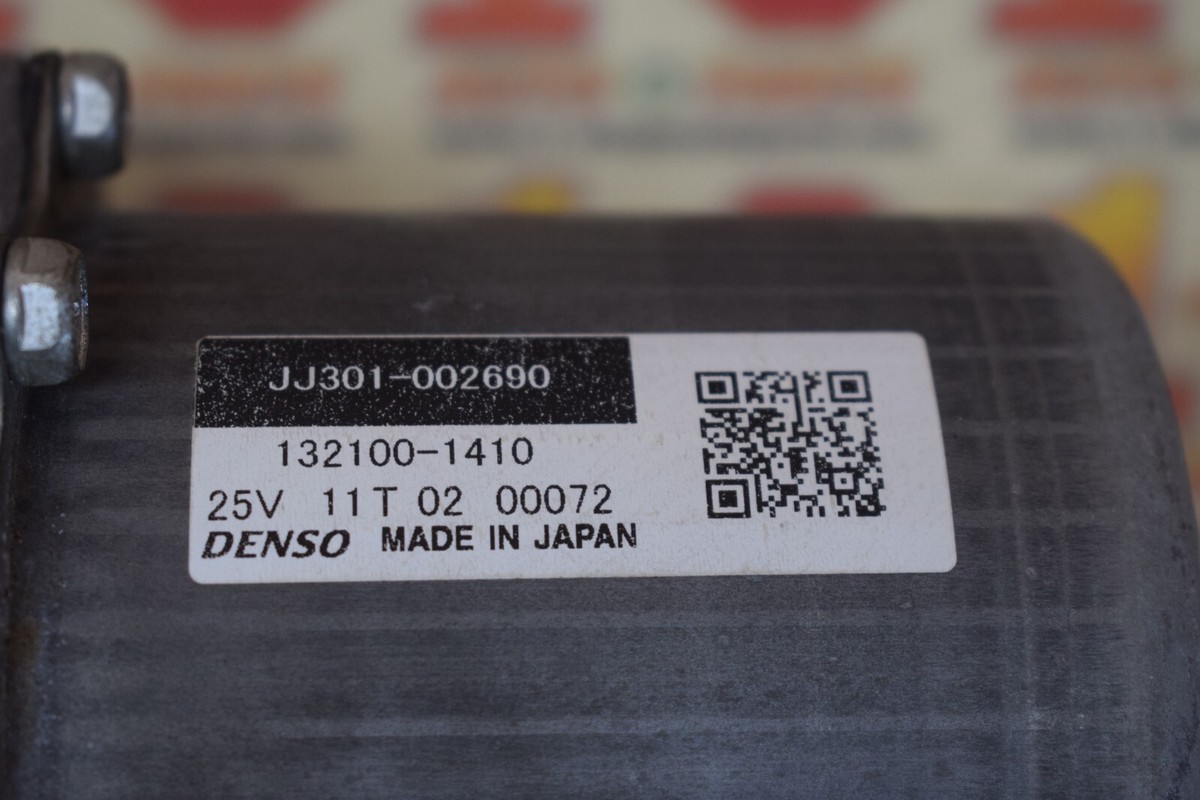 JJ301-002690
132100-1410
25V 11T 02 00072
DENSO MADE IN JAPAN